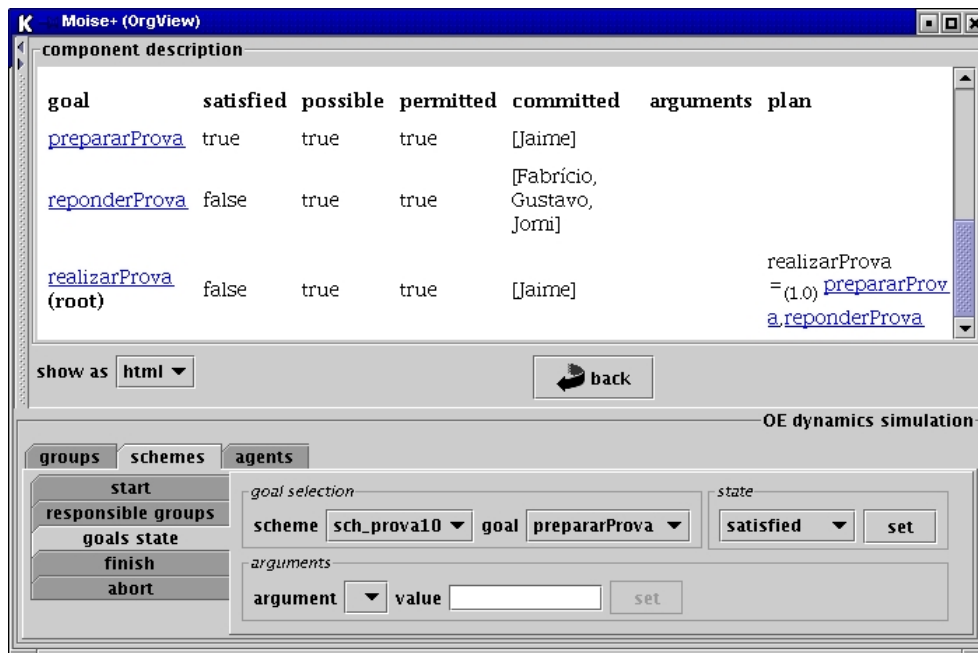 Moise+ (OrgView)
component description
goal satisfied possible permitted committed arguments plan
prepararProva true true true [Jaime]
reponderProva false true true [Fabrício,
Gustavo,
Jomi]
realizarProva
(root) false true true [Jaime] realizarProva
=(1.0) prepararProv
a,reponderProva
show as html back
OE dynamics simulation
groups schemes agents
start
responsible groups
goals state
finish
abort
goal selection
scheme sch_prova10 goal prepararProva
state
satisfied set
arguments
argument value set